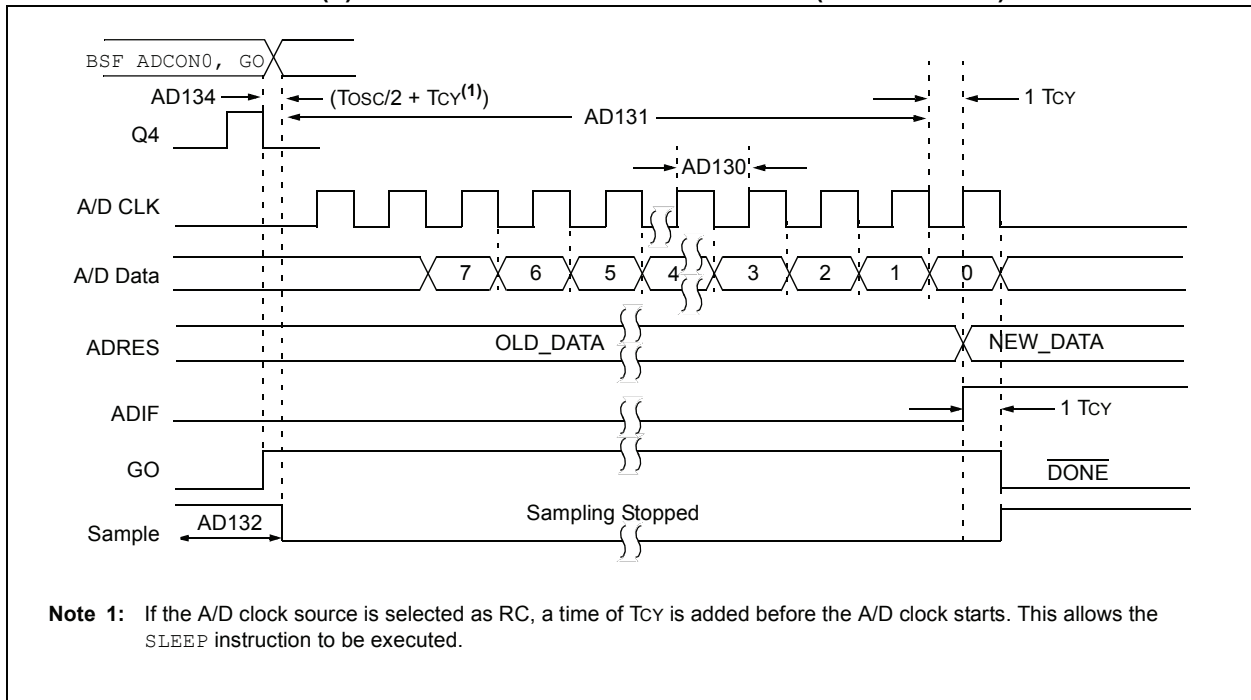 BSF ADCON0, GO
AD134
(TOSC/2 + TCY(1))
1 TCY
AD131
Q4
AD130
A/D CLK
A/D Data
7
6
5
4
3
2
1
0
OLD_DATA
ADRES
NEW_DATA
ADIF
1 TCY
GO
DONE
AD132
Sampling Stopped
Sample
Note 1: If the A/D clock source is selected as RC, a time of TCY is added before the A/D clock starts. This allows the
SLEEP instruction to be executed.